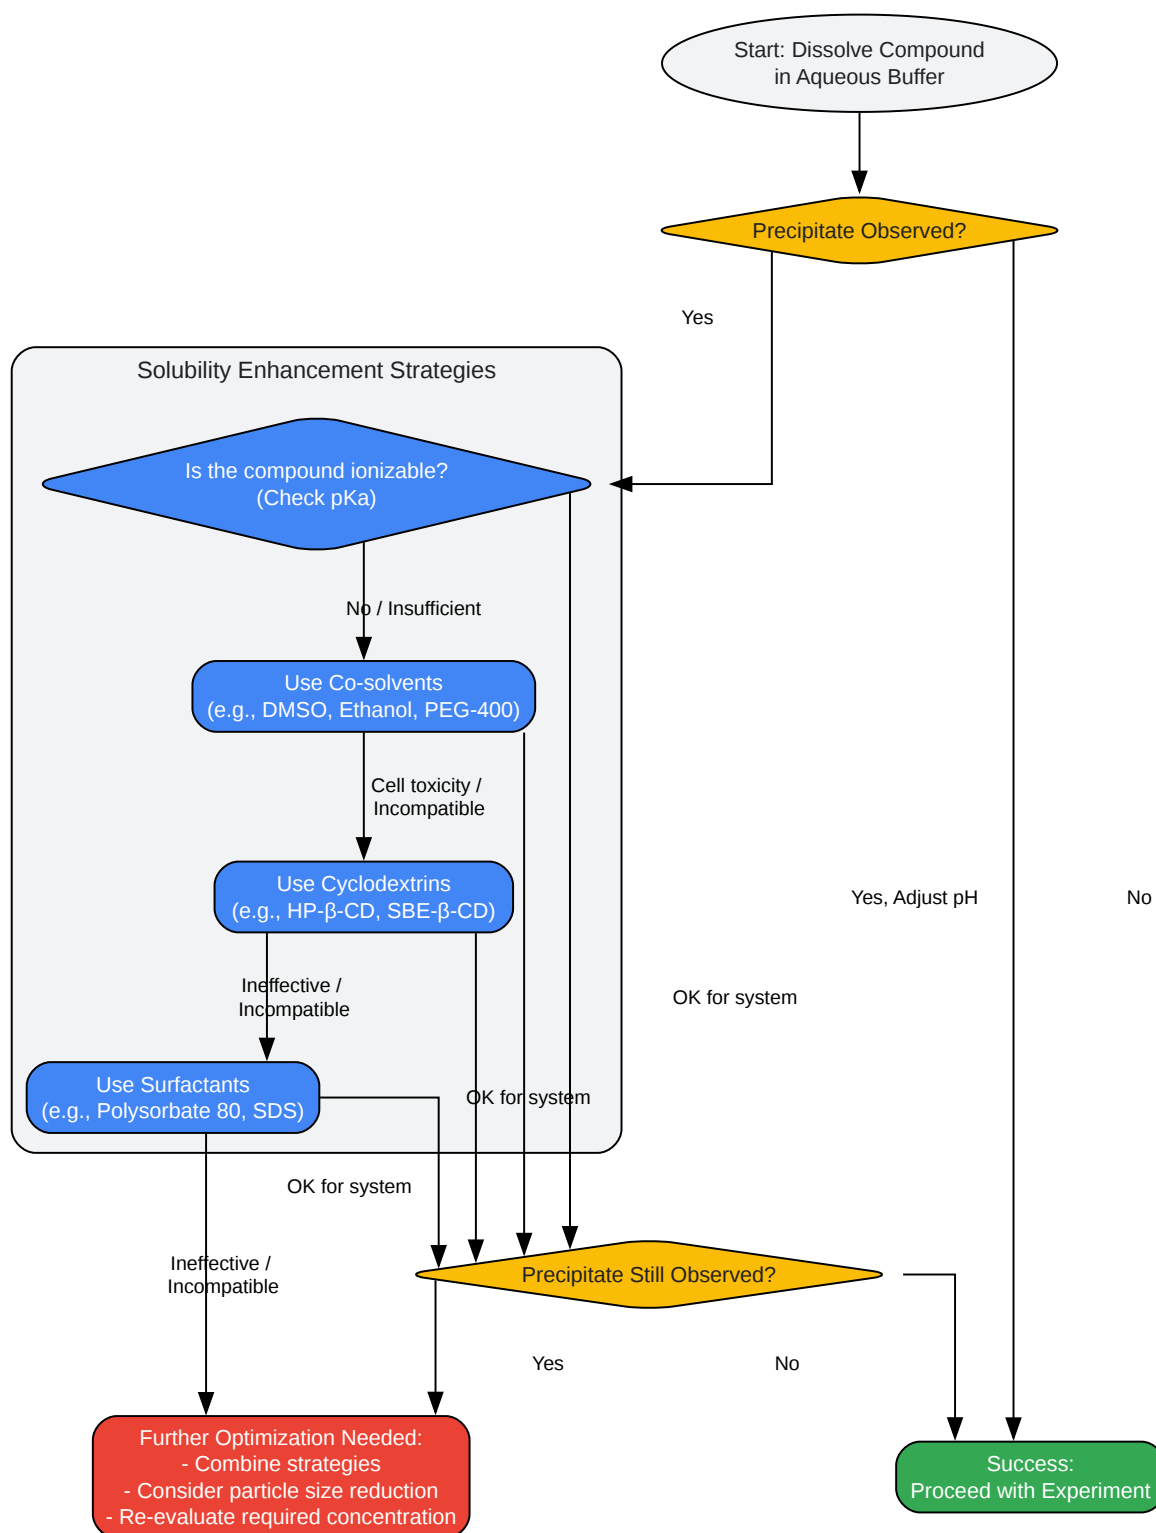 Start: Dissolve Compound
in Aqueous Buffer
Precipitate Observed?
Yes
Solubility Enhancement Strategies
Is the compound ionizable?
(Check pKa)
No / Insufficient
Use Co-solvents
(e.g., DMSO, Ethanol, PEG-400)
Cell toxicity /
Incompatible
Use Cyclodextrins
(e.g., HP-β-CD, SBE-β-CD)
Yes, Adjust pH
No
Ineffective /
Incompatible
OK for system
Use Surfactants
(e.g., Polysorbate 80, SDS)
OK for system
OK for system
Ineffective /
Incompatible
Precipitate Still Observed?
Yes
No
Further Optimization Needed:
- Combine strategies
- Consider particle size reduction
- Re-evaluate required concentration
Success:
Proceed with Experiment